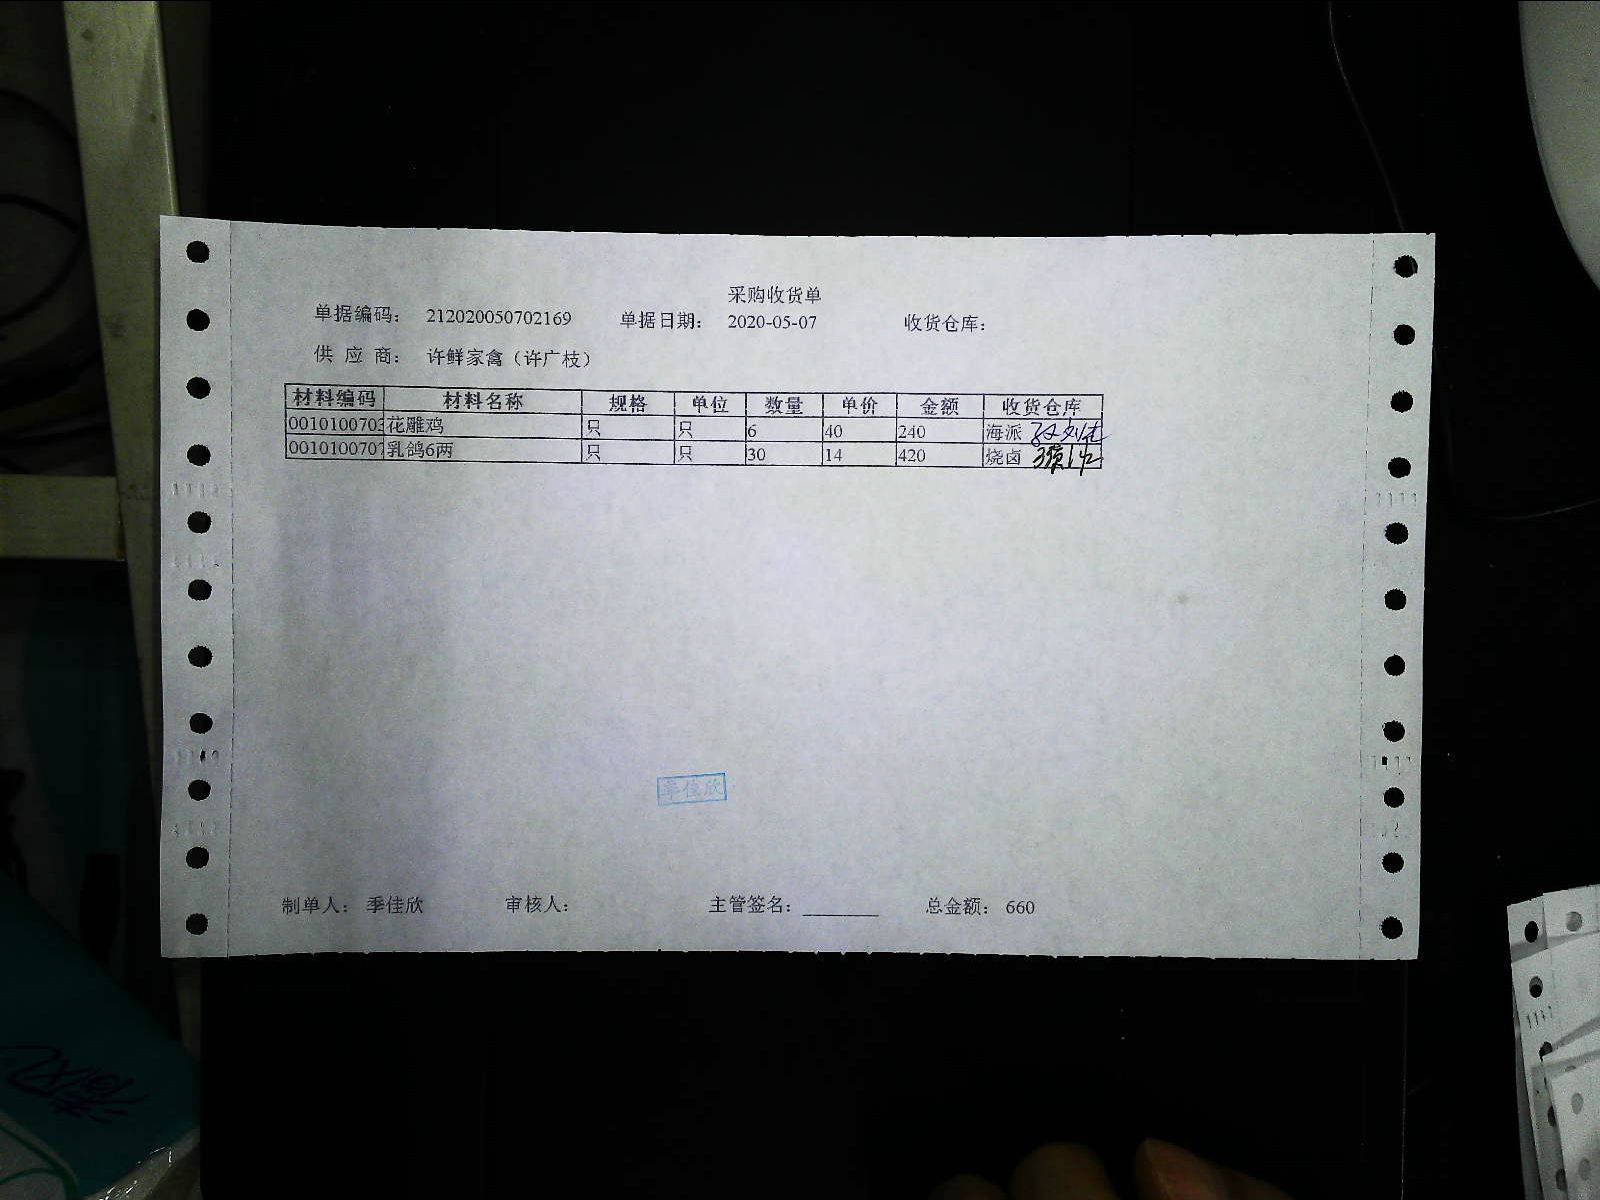 采购收货单
单据编码： 212020050702169 单据日期： 2020-05-07 收货仓库：
供 应 商： 许鲜家禽（许广枝）
材料编码 材料名称 规格 单位 数量 单价 金额 收货仓库
0010100703 花雕鸡 只 只 6 40 240 海派
0010100707 乳鸽6两 只 只 30 14 420 烧卤
季佳欣
制单人： 季佳欣 审核人： 主管签名： ________ 总金额： 660